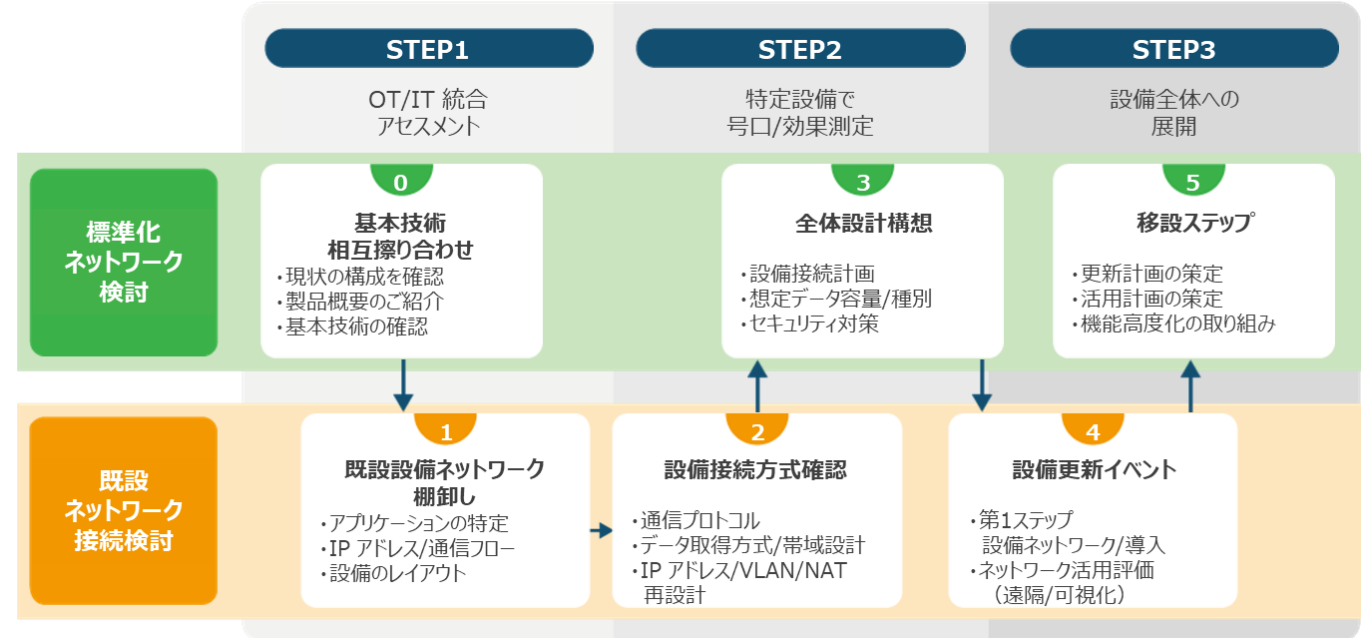 STEP1
OT/IT 統合
アセスメント
STEP2
特定設備で
号口/効果測定
STEP3
設備全体への
展開
標準化
ネットワーク
検討
0
基本技術
相互擦り合わせ
・現状の構成を確認
・製品概要のご紹介
・基本技術の確認
3
全体設計構想
・設備接続計画
・想定データ容量/種別
・セキュリティ対策
5
移設ステップ
・更新計画の策定
・活用計画の策定
・機能高度化の取り組み
既設
ネットワーク
接続検討
1
既設設備ネットワーク
棚卸し
・アプリケーションの特定
・IP アドレス/通信フロー
・設備のレイアウト
2
設備接続方式確認
・通信プロトコル
・データ取得方式/帯域設計
・IP アドレス/VLAN/NAT
再設計
4
設備更新イベント
・第1ステップ
設備ネットワーク/導入
・ネットワーク活用評価
（遠隔/可視化）